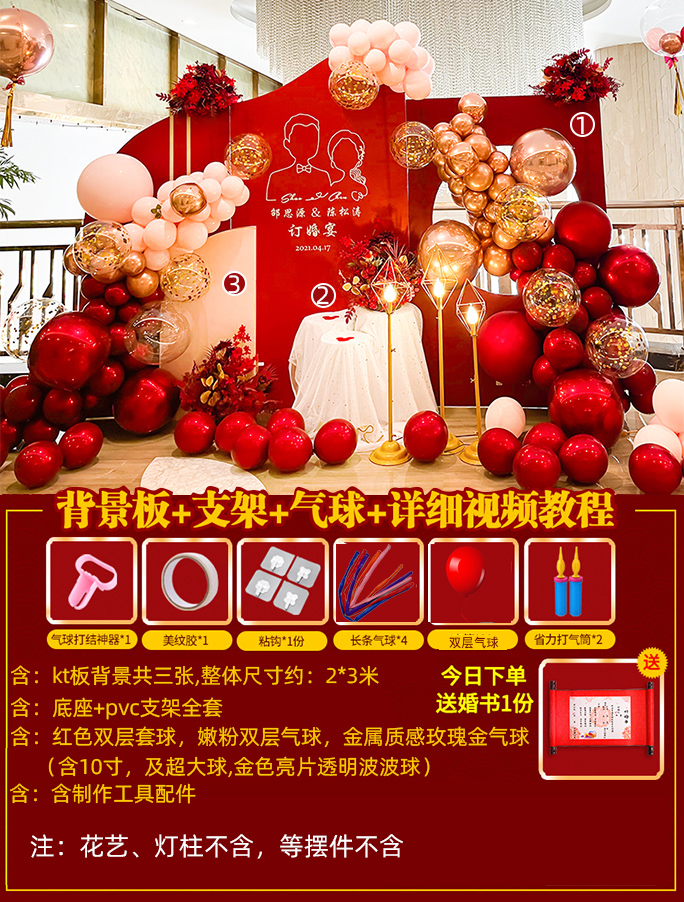 ①
Shao and Chen
郜思源 & 陈松涛
订婚宴
2021.04.17
③
②
背景板+支架+气球+详细视频教程
气球打结神器*1
美纹胶*1
粘钩*1份
长条气球*4
双层气球
省力打气筒*2
含：kt板背景共三张,整体尺寸约：2*3米
今日下单
送婚书1份
送
含：底座+pvc支架全套
含：红色双层套球，嫩粉双层气球，金属质感玫瑰金气球
（含10寸，及超大球,金色亮片透明波波球）
含：含制作工具配件
注：花艺、灯柱不含，等摆件不含